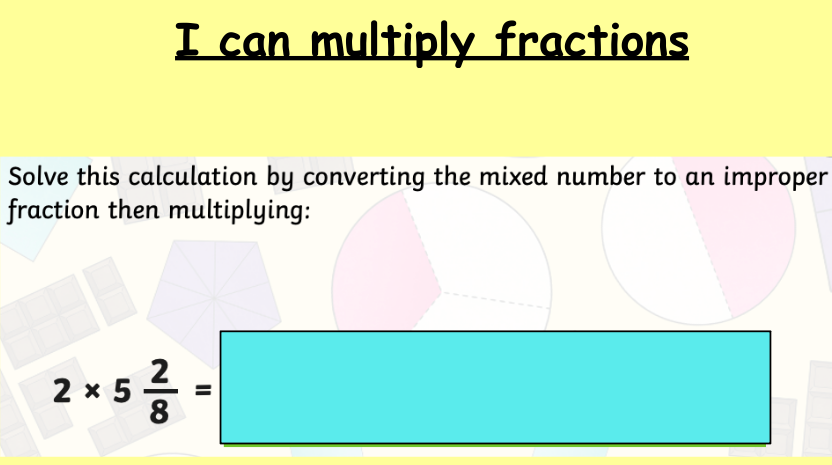 I can multiply fractions
Solve this calculation by converting the mixed number to an improper
fraction then multiplying:
2 × 5 2/8 =